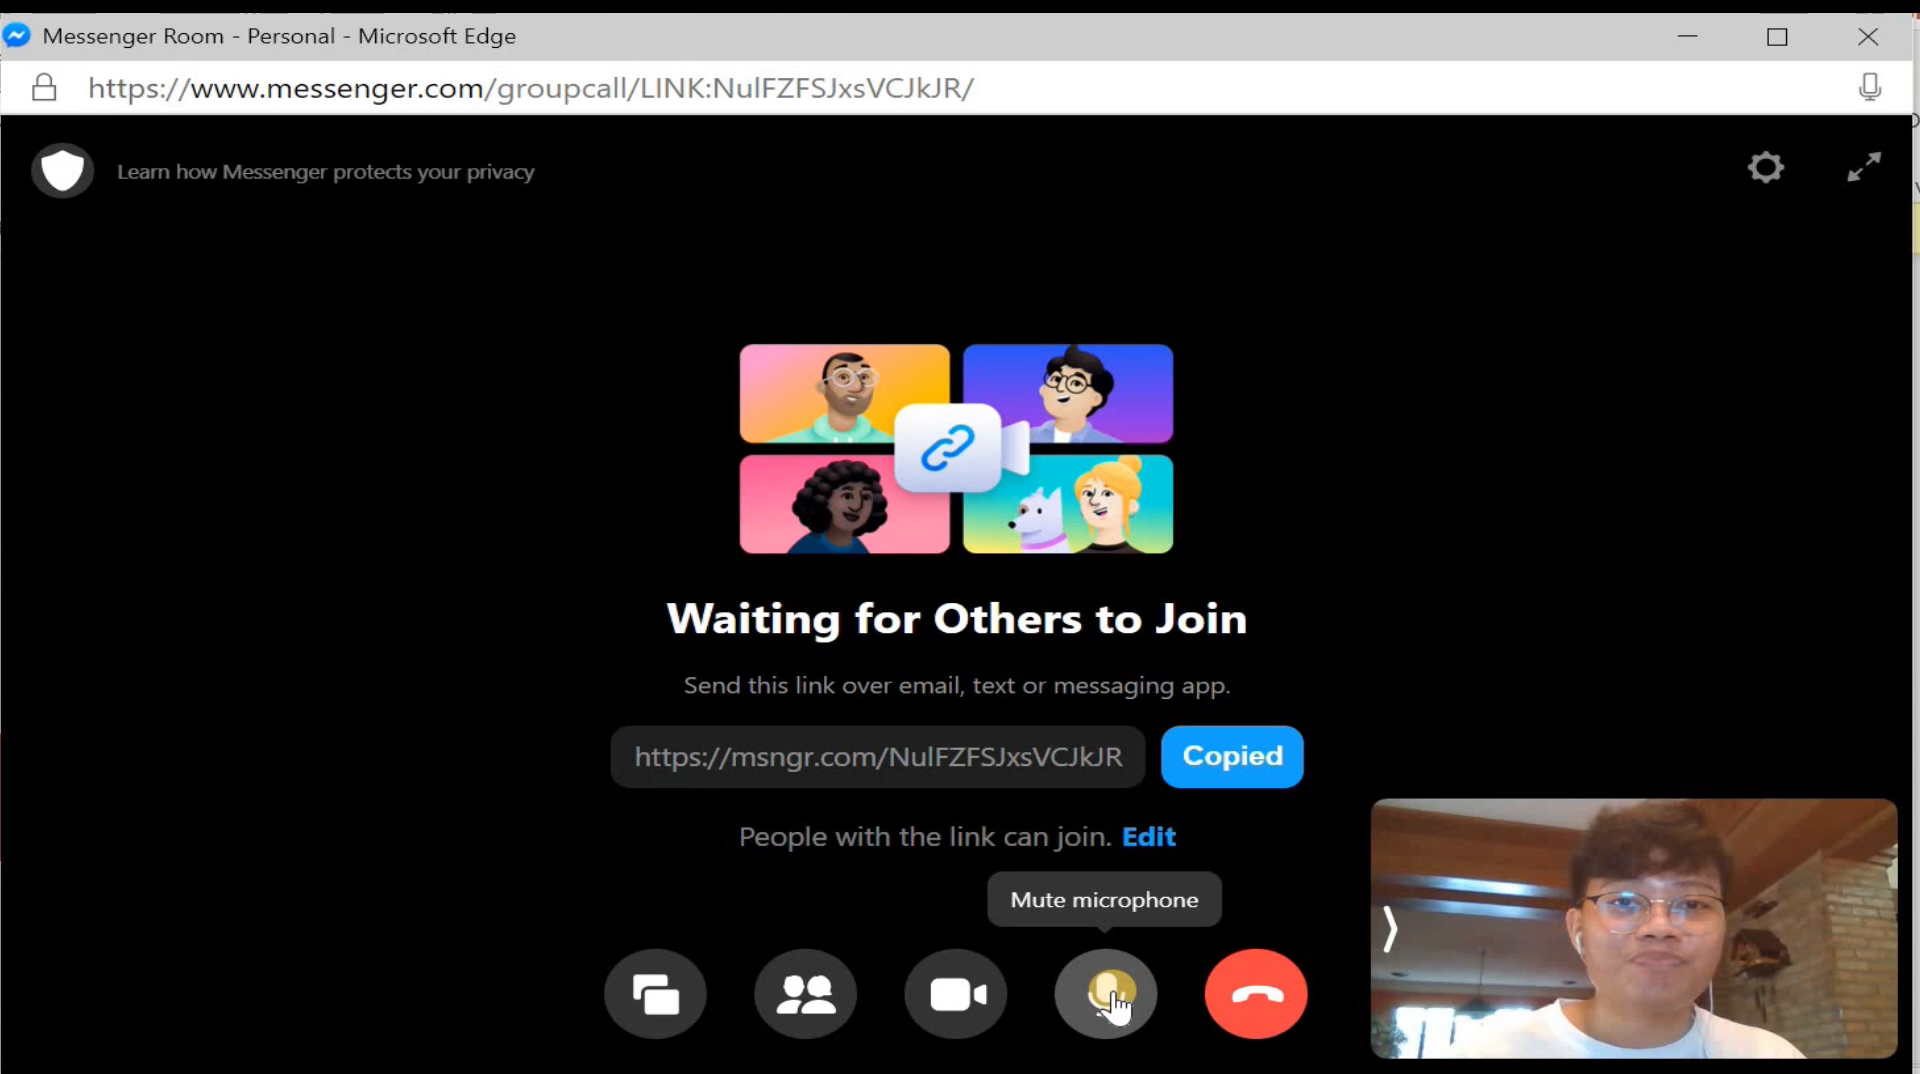 Messenger Room - Personal - Microsoft Edge
https://www.messenger.com/groupcall/LINK:NulFZFSJxsVCJkJR/
Learn how Messenger protects your privacy
Waiting for Others to Join
Send this link over email, text or messaging app.
https://msngr.com/NulFZFSJxsVCJkJR
Copied
People with the link can join. Edit
Mute microphone